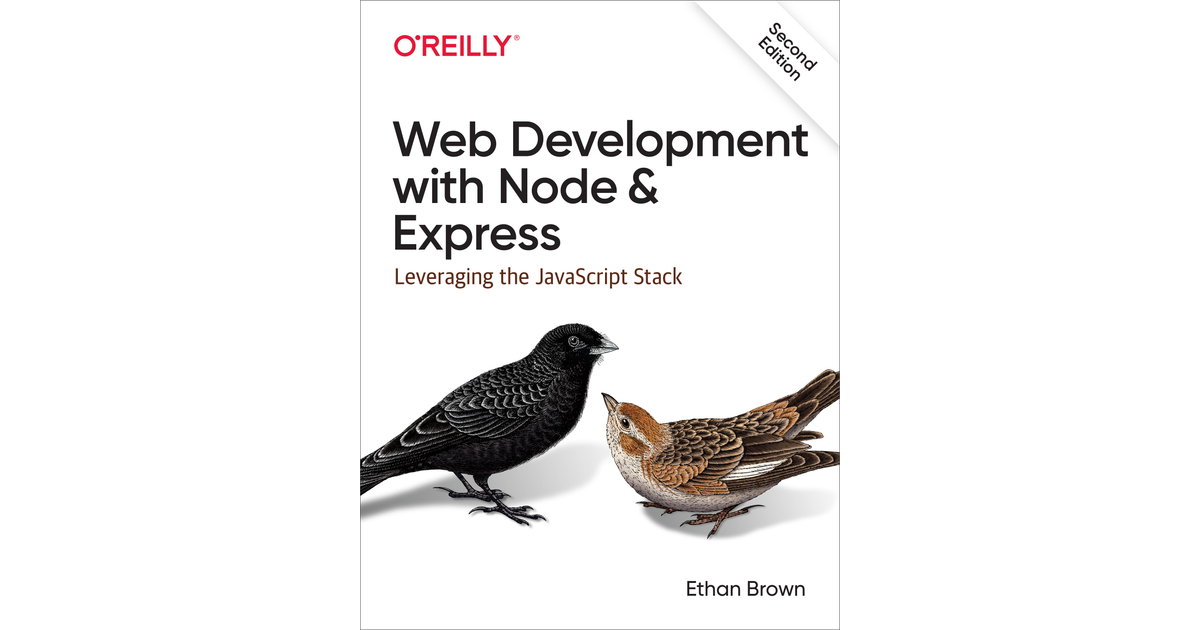 O'REILLY®
Second
Edition
Web Development
with Node &
Express
Leveraging the JavaScript Stack
Ethan Brown